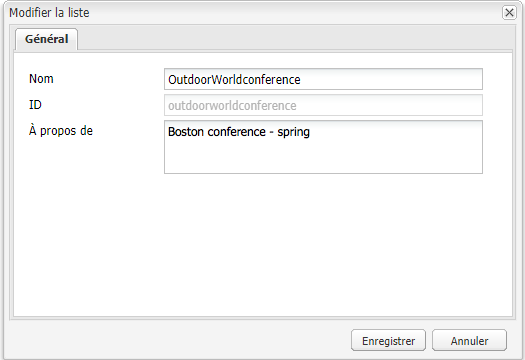 Modifier la liste
Général
Nom OutdoorWorldconference
ID outdoorworldconference
À propos de Boston conference - spring
Enregistrer Annuler